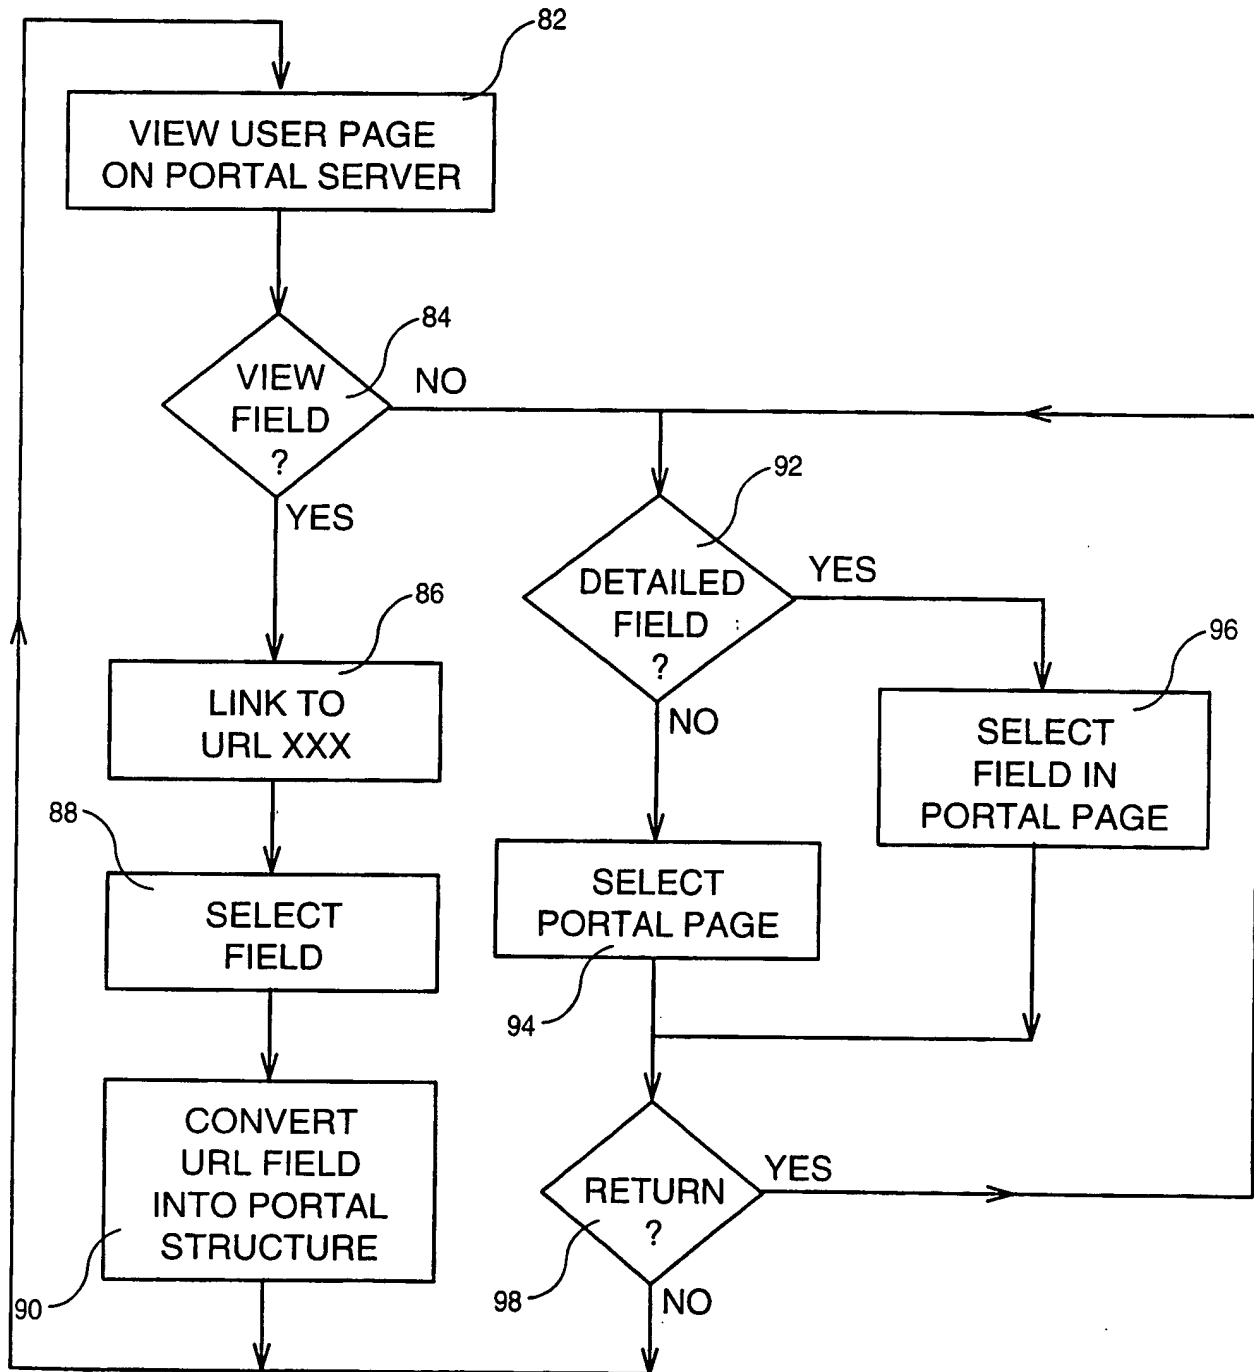 82
VIEW USER PAGE
ON PORTAL SERVER
84
VIEW
FIELD
?
NO
YES
92
DETAILED
FIELD
?
YES
NO
86
LINK TO
URL XXX
96
SELECT
FIELD IN
PORTAL PAGE
88
SELECT
FIELD
SELECT
PORTAL PAGE
94
CONVERT
URL FIELD
INTO PORTAL
STRUCTURE
90
RETURN
?
YES
98
NO